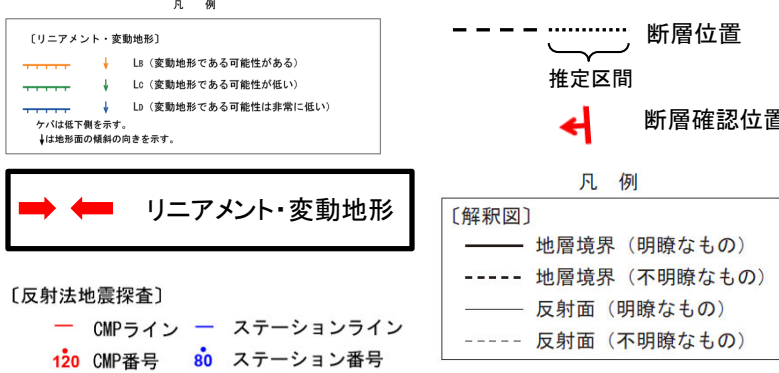 凡 例
〔リニアメント・変動地形〕
LB（変動地形である可能性がある）
LC（変動地形である可能性が低い）
LD（変動地形である可能性は非常に低い）
ケバは低下側を示す。
↓は地形面の傾斜の向きを示す。
リニアメント・変動地形
〔反射法地震探査〕
CMPライン ステーションライン
120 CMP番号 80 ステーション番号
断層位置
推定区間
断層確認位置
凡 例
〔解釈図〕
地層境界（明瞭なもの）
地層境界（不明瞭なもの）
反射面（明瞭なもの）
反射面（不明瞭なもの）